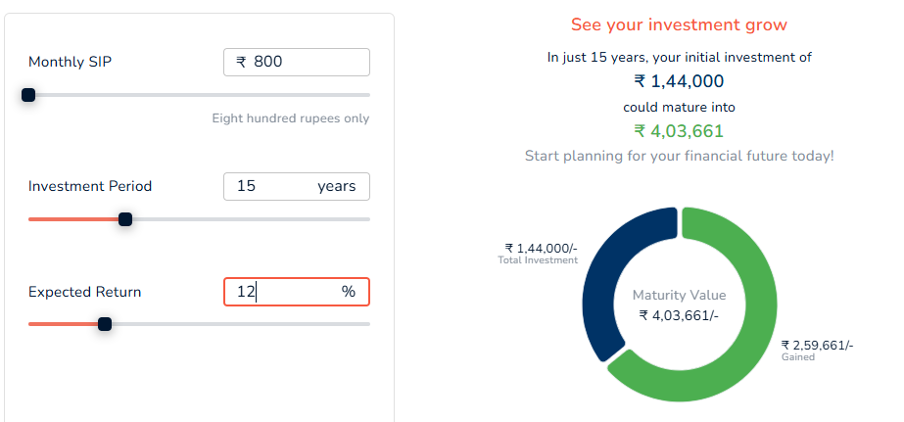 Monthly SIP
₹ 800
Eight hundred rupees only
Investment Period
15 years
Expected Return
12 %
See your investment grow
In just 15 years, your initial investment of
₹ 1,44,000
could mature into
₹ 4,03,661
Start planning for your financial future today!
₹ 1,44,000/-
Total Investment
Maturity Value
₹ 4,03,661/-
₹ 2,59,661/-
Gained